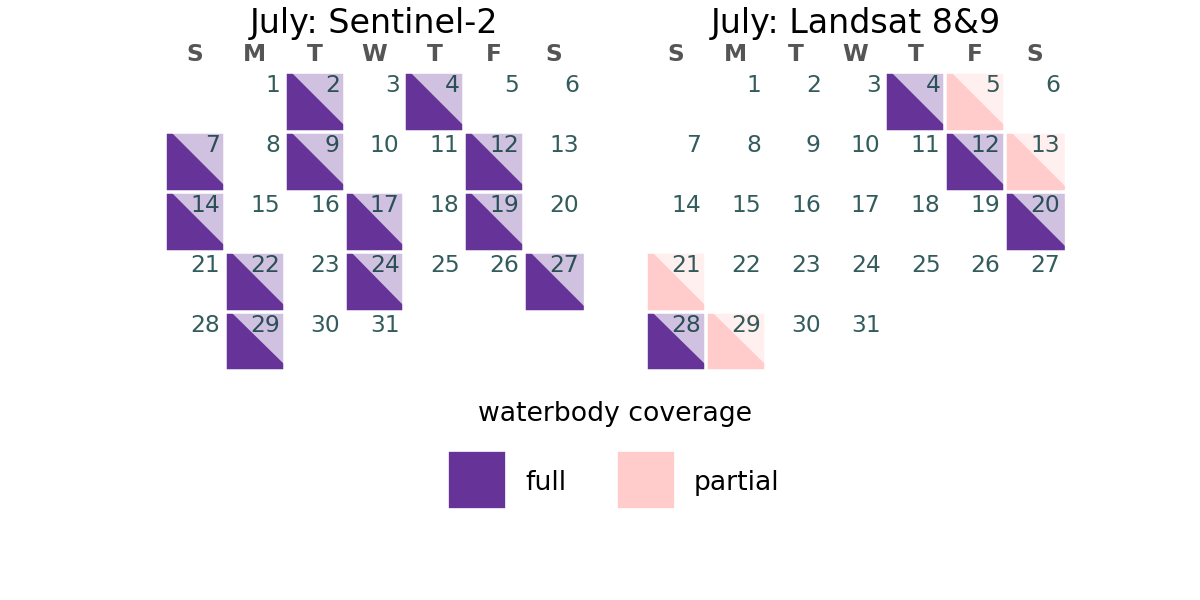 July: Sentinel-2
S M T W T F S
1 2 3 4 5 6
7 8 9 10 11 12 13
14 15 16 17 18 19 20
21 22 23 24 25 26 27
28 29 30 31
July: Landsat 8&9
S M T W T F S
1 2 3 4 5 6
7 8 9 10 11 12 13
14 15 16 17 18 19 20
21 22 23 24 25 26 27
28 29 30 31
waterbody coverage
full
partial